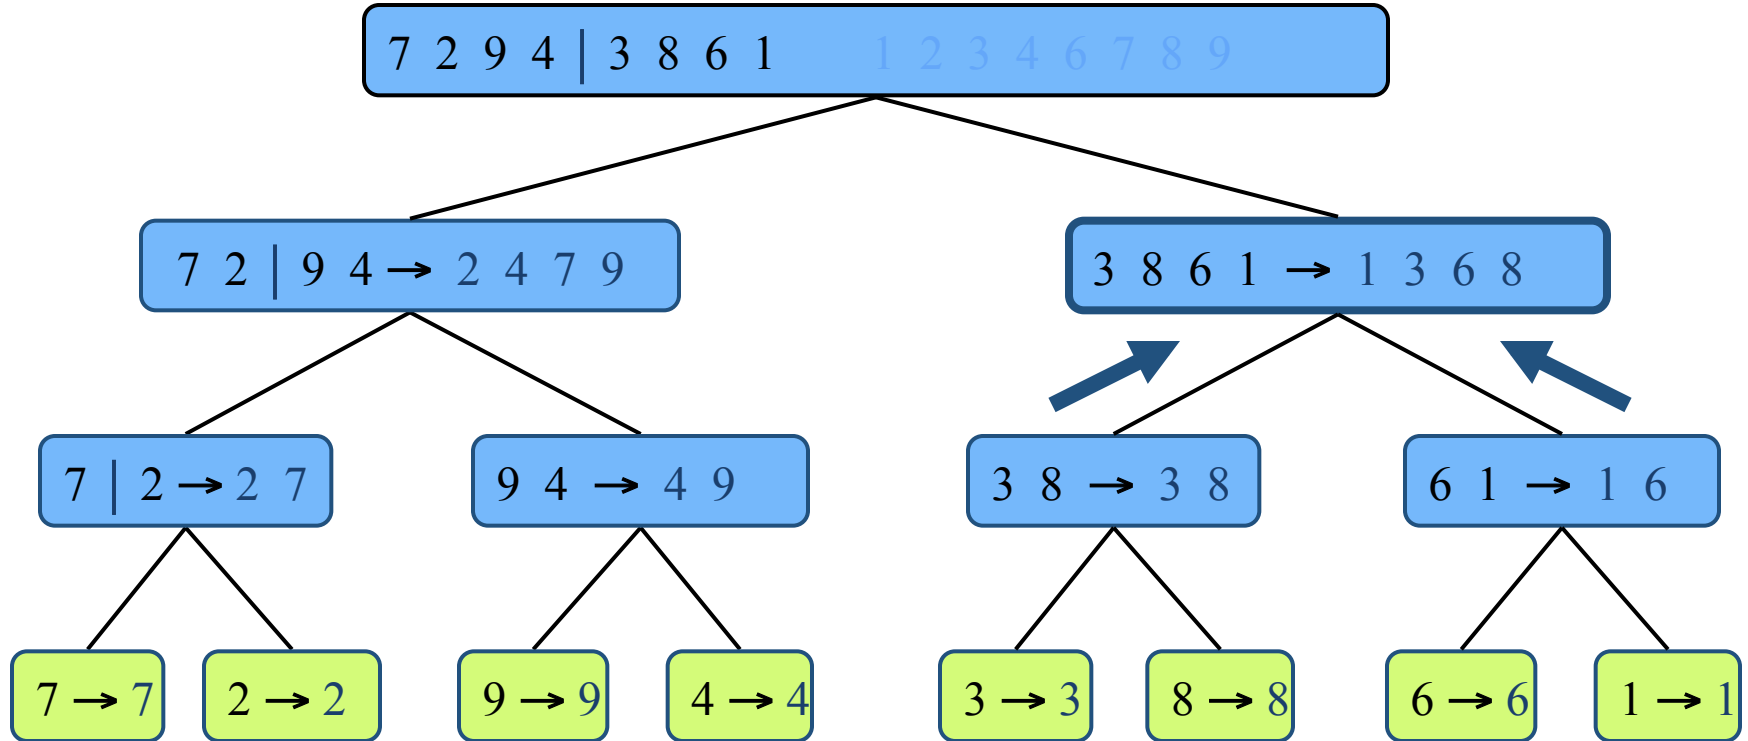 7 2 9 4 | 3 8 6 1 1 2 3 4 6 7 8 9
7 2 | 9 4 → 2 4 7 9
3 8 6 1 → 1 3 6 8
7 | 2 → 2 7
9 4 → 4 9
3 8 → 3 8
6 1 → 1 6
7 → 7
2 → 2
9 → 9
4 → 4
3 → 3
8 → 8
6 → 6
1 → 1